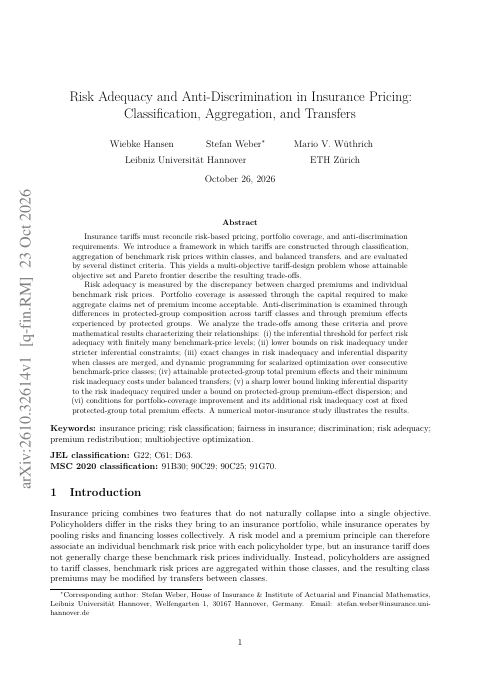 Risk Adequacy and Anti-Discrimination in Insurance Pricing:
Classification, Aggregation, and Transfers
Wiebke Hansen Stefan Weber* Mario V. Wüthrich
Leibniz Universität Hannover ETH Zürich
October 26, 2026
arXiv:2610.32614v1 [q-fin.RM] 23 Oct 2026
Abstract
Insurance tariffs must reconcile risk-based pricing, portfolio coverage, and anti-discrimination
requirements. We introduce a framework in which tariffs are constructed through classification,
aggregation of benchmark risk prices within classes, and balanced transfers, and are evaluated
by several distinct criteria. This yields a multi-objective tariff-design problem whose attainable
objective set and Pareto frontier describe the resulting trade-offs.
Risk adequacy is measured by the discrepancy between charged premiums and individual
benchmark risk prices. Portfolio coverage is assessed through the capital required to make
aggregate claims net of premium income acceptable. Anti-discrimination is examined through
differences in protected-group composition across tariff classes and through premium effects
experienced by protected groups. We analyze the trade-offs among these criteria and prove
mathematical results characterizing their relationships: (i) the inferential threshold for perfect risk
adequacy with finitely many benchmark-price levels; (ii) lower bounds on risk inadequacy under
stricter inferential constraints; (iii) exact changes in risk inadequacy and inferential disparity
when classes are merged, and dynamic programming for scalarized optimization over consecutive
benchmark-price classes; (iv) attainable protected-group total premium effects and their minimum
risk inadequacy costs under balanced transfers; (v) a sharp lower bound linking inferential disparity
to the risk inadequacy required under a bound on protected-group premium-effect dispersion; and
(vi) conditions for portfolio-coverage improvement and its additional risk inadequacy cost at fixed
protected-group total premium effects. A numerical motor-insurance study illustrates the results.
Keywords: insurance pricing; risk classification; fairness in insurance; discrimination; risk adequacy;
premium redistribution; multiobjective optimization.
JEL classification: G22; C61; D63.
MSC 2020 classification: 91B30; 90C29; 90C25; 91G70.
1 Introduction
Insurance pricing combines two features that do not naturally collapse into a single objective.
Policyholders differ in the risks they bring to an insurance portfolio, while insurance operates by
pooling risks and financing losses collectively. A risk model and a premium principle can therefore
associate an individual benchmark risk price with each policyholder type, but an insurance tariff does
not generally charge these benchmark risk prices individually. Instead, policyholders are assigned
to tariff classes, benchmark risk prices are aggregated within those classes, and the resulting class
premiums may be modified by transfers between classes.
*Corresponding author: Stefan Weber, House of Insurance & Institute of Actuarial and Financial Mathematics,
Leibniz Universität Hannover, Welfengarten 1, 30167 Hannover, Germany. Email: stefan.weber@insurance.uni-
hannover.de
1